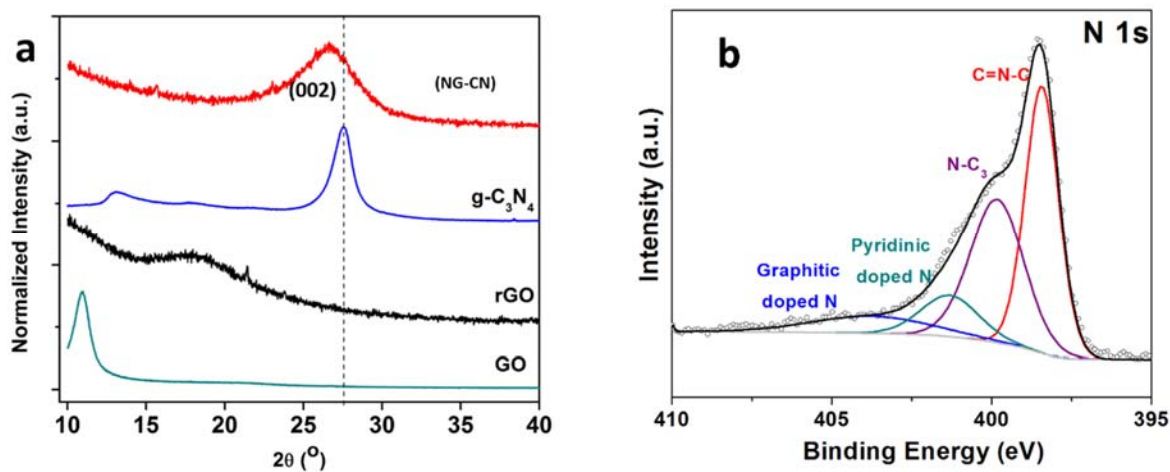 a
(NG-CN)
(002)
g-C₃N₄
rGO
GO
Normalized Intensity (a.u.)
10 15 20 25 30 35 40
2θ (°)
b
N 1s
C=N-C
N-C₃
Pyridinic
doped N
Graphitic
doped N
Intensity (a.u.)
410 405 400 395
Binding Energy (eV)